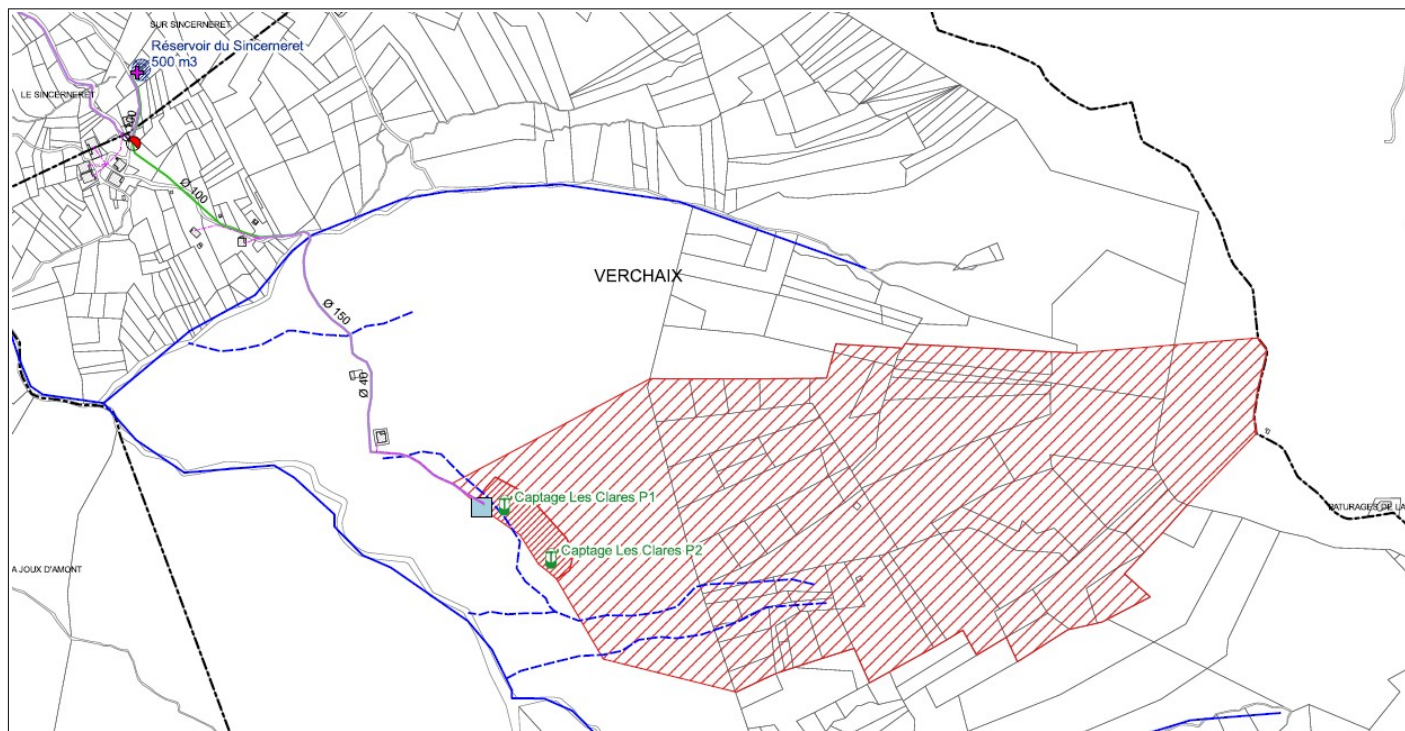 SUR SINCERNERET
Réservoir du Sincerneret
500 m3
LE SINCERNERET
Ø 100
VERCHAIX
Ø 150
Ø 40
Captage Les Clares P1
Captage Les Clares P2
PATURAGES DE LA
A JOUX D'AMONT